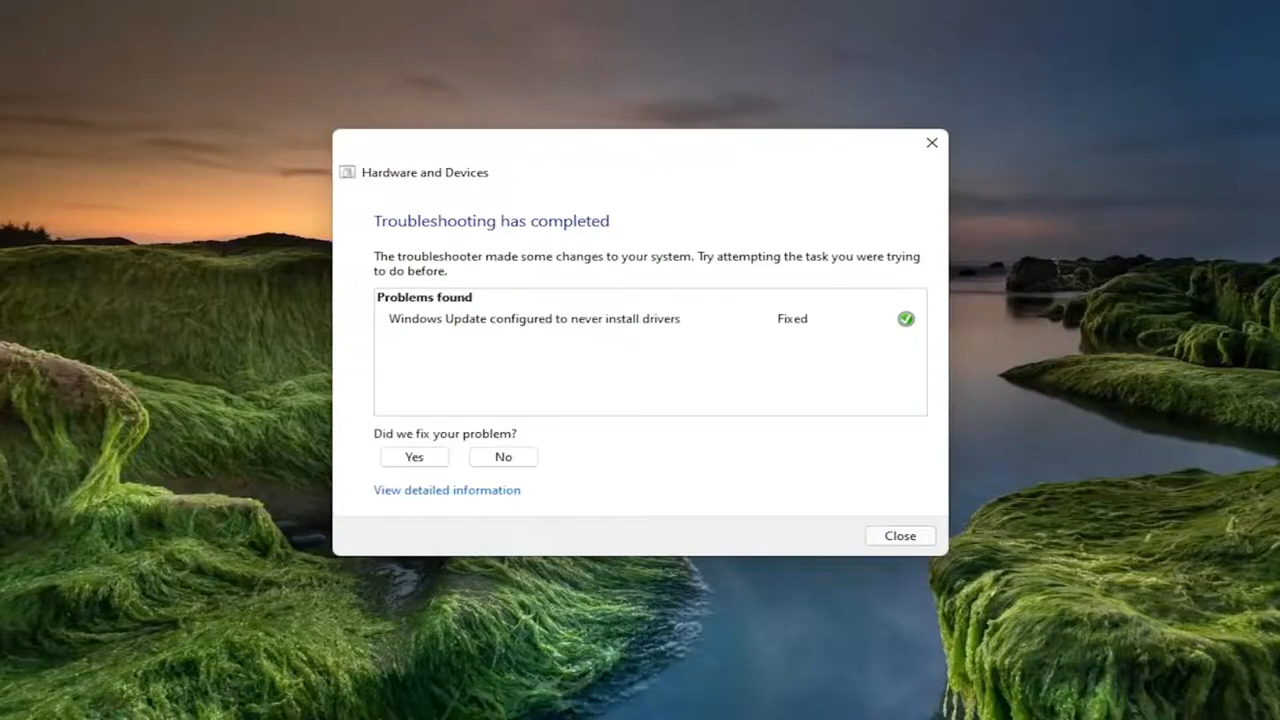 Hardware and Devices
Troubleshooting has completed
The troubleshooter made some changes to your system. Try attempting the task you were trying
to do before.
Problems found
Windows Update configured to never install drivers Fixed
Did we fix your problem?
Yes No
View detailed information
Close